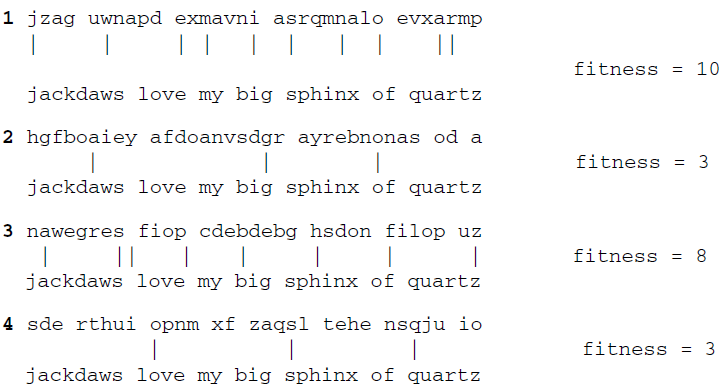 1 jzag uwnapd exmavni asrqmnalo evxarmp
fitness = 10
jackdaws love my big sphinx of quartz
2 hgfboaiey afdoanvsdgr ayrebnonas od a
fitness = 3
jackdaws love my big sphinx of quartz
3 nawegres fiop cdebdebg hsdon filop uz
fitness = 8
jackdaws love my big sphinx of quartz
4 sde rthui opnm xf zaqsl tehe nsqju io
fitness = 3
jackdaws love my big sphinx of quartz